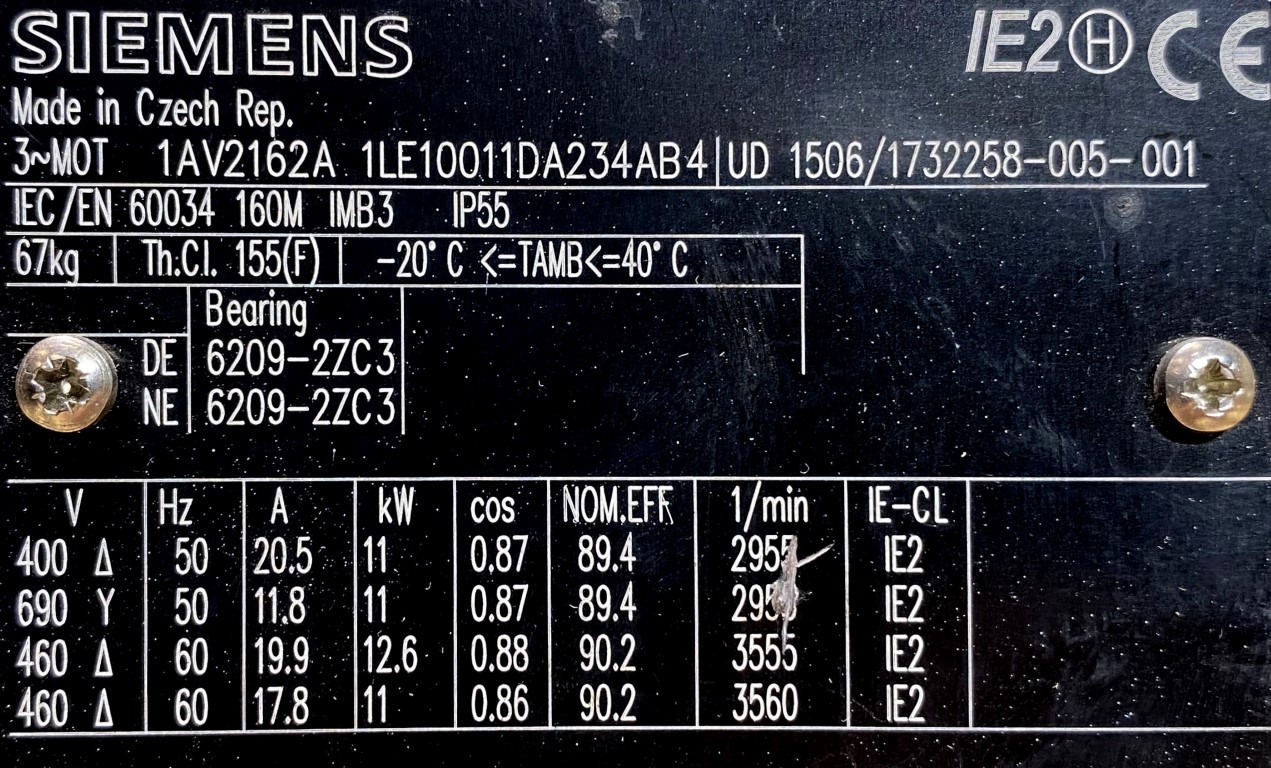 SIEMENS IE2 H CE
Made in Czech Rep.
3~MOT 1AV2162A 1LE10011DA234AB4 UD 1506/1732258-005-001
IEC/EN 60034 160M IMB3 IP55
67kg Th.Cl. 155(F) -20° C <=TAMB<=40° C
Bearing
DE 6209-2ZC3
NE 6209-2ZC3
V Hz A kW cos NOM.EFF 1/min IE-CL
400 Δ 50 20.5 11 0.87 89.4 2955 IE2
690 Y 50 11.8 11 0.87 89.4 IE2
460 Δ 60 19.9 12.6 0.88 90.2 3555 IE2
460 Δ 60 17.8 11 0.86 90.2 3560 IE2